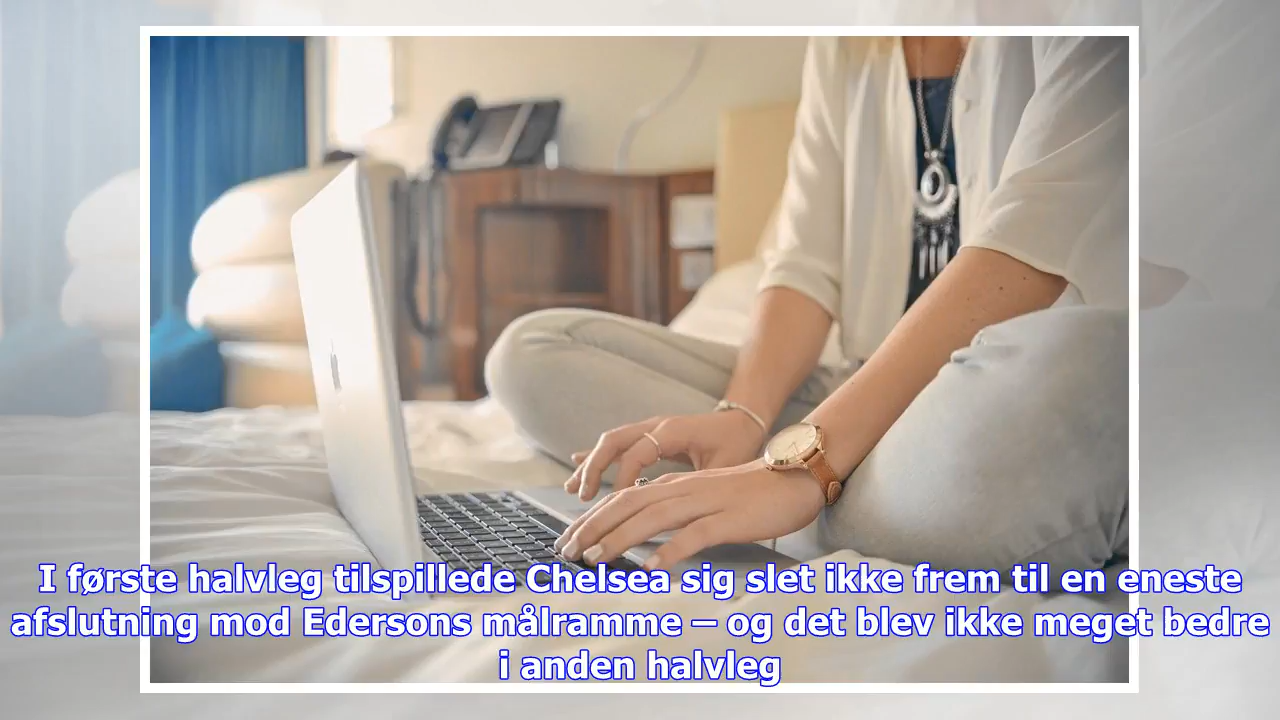 I første halvleg tilspillede Chelsea sig slet ikke frem til en eneste
afslutning mod Edersons målramme – og det blev ikke meget bedre
i anden halvleg